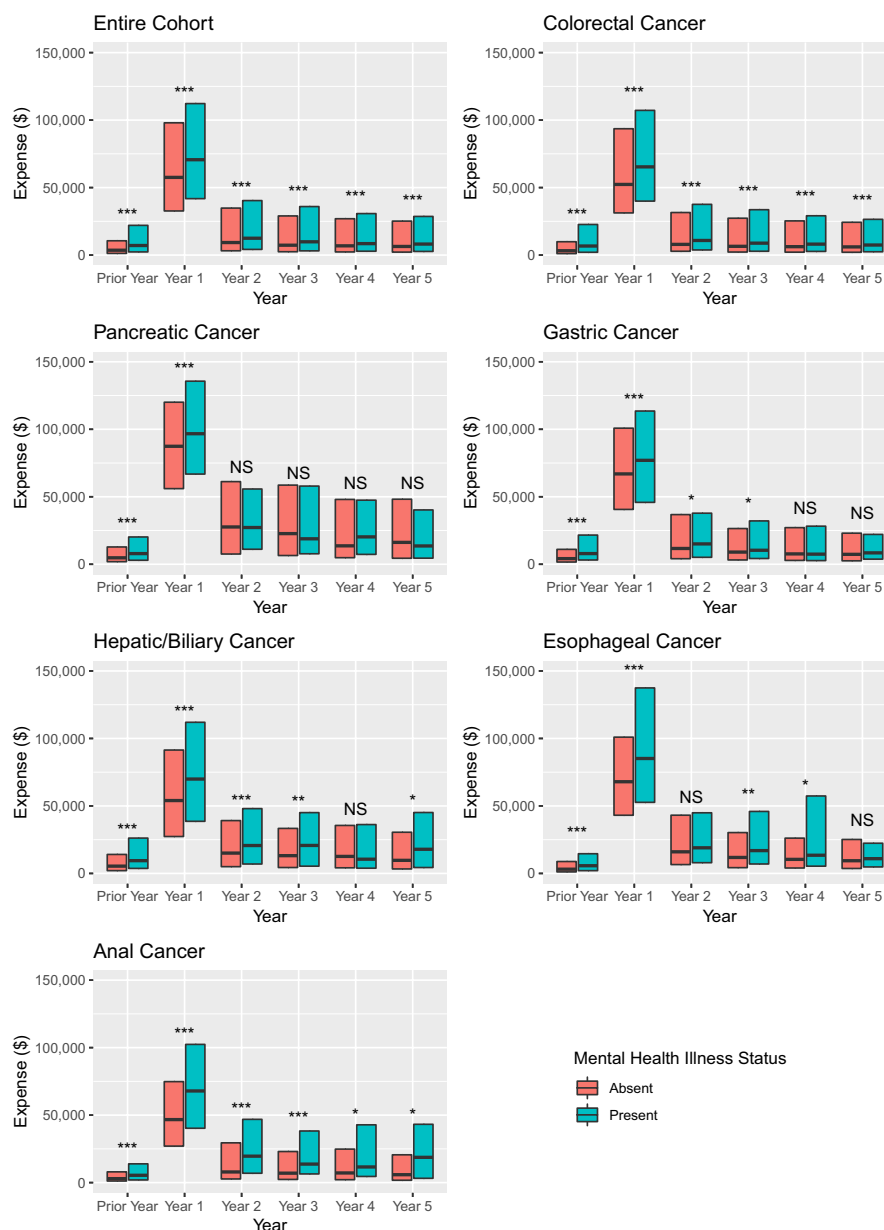 Entire Cohort
150,000
100,000
50,000
0
Expense ($)
***
***
***
***
***
***
Prior Year Year 1 Year 2 Year 3 Year 4 Year 5
Year
Colorectal Cancer
150,000
100,000
50,000
0
Expense ($)
***
***
***
***
***
***
Prior Year Year 1 Year 2 Year 3 Year 4 Year 5
Year
Pancreatic Cancer
150,000
100,000
50,000
0
Expense ($)
***
***
NS
NS
NS
NS
Prior Year Year 1 Year 2 Year 3 Year 4 Year 5
Year
Gastric Cancer
150,000
100,000
50,000
0
Expense ($)
***
***
*
*
NS
NS
Prior Year Year 1 Year 2 Year 3 Year 4 Year 5
Year
Hepatic/Biliary Cancer
150,000
100,000
50,000
0
Expense ($)
***
***
***
**
NS
*
Prior Year Year 1 Year 2 Year 3 Year 4 Year 5
Year
Esophageal Cancer
150,000
100,000
50,000
0
Expense ($)
***
***
NS
**
*
NS
Prior Year Year 1 Year 2 Year 3 Year 4 Year 5
Year
Anal Cancer
150,000
100,000
50,000
0
Expense ($)
***
***
***
***
*
*
Prior Year Year 1 Year 2 Year 3 Year 4 Year 5
Year
Mental Health Illness Status
Absent
Present